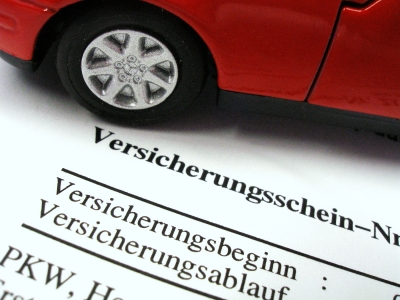 Versicherungsschein-Nr
Versicherungsbeginn :
Versicherungsablauf
PKW,